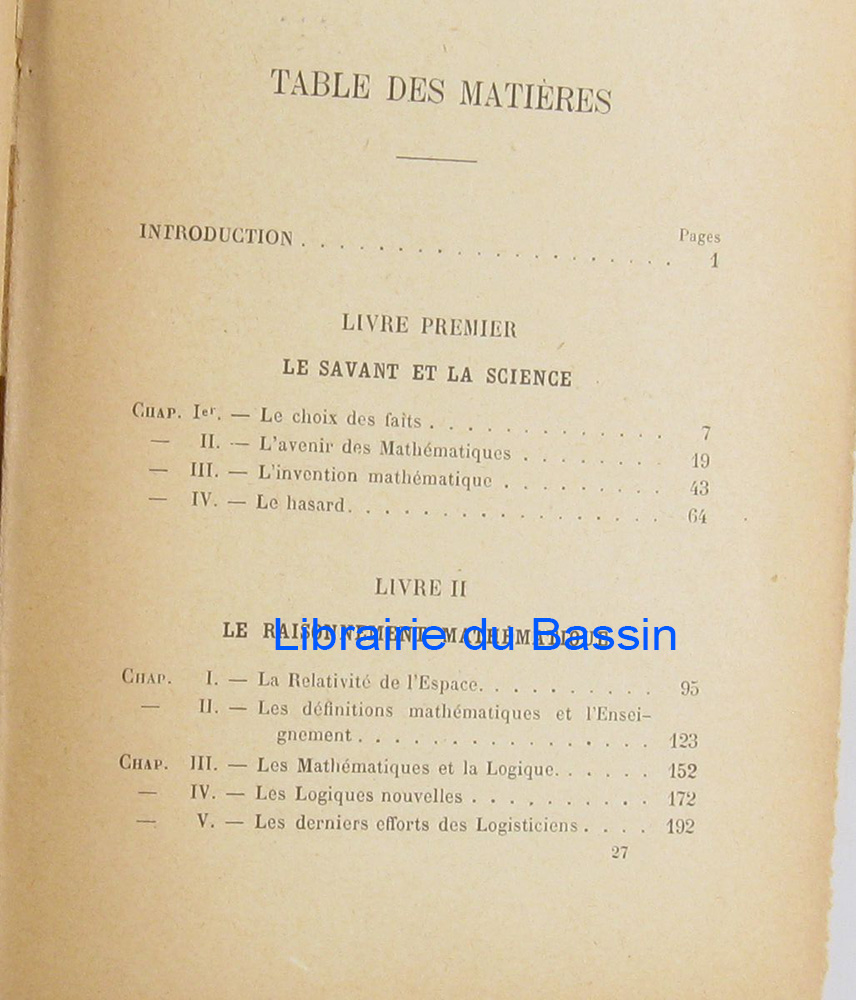 TABLE DES MATIÈRES
Pages
INTRODUCTION . . . . . . . . . . . . . . . . . . . . 1
LIVRE PREMIER
LE SAVANT ET LA SCIENCE
CHAP. Ier. — Le choix des faits . . . . . . . . . . . . . 7
— II. — L'avenir des Mathématiques . . . . . . . . 19
— III. — L'invention mathématique . . . . . . . . . 43
— IV. — Le hasard. . . . . . . . . . . . . . . . . . 64
LIVRE II
LE RAISONNEMENT MATHÉMATIQUE
Librairie du Bassin
CHAP. I. — La Relativité de l'Espace. . . . . . . . . . 95
— II. — Les définitions mathématiques et l'Ensei-
gnement . . . . . . . . . . . . . . . . 123
CHAP. III. — Les Mathématiques et la Logique. . . . . . 152
— IV. — Les Logiques nouvelles . . . . . . . . . . 172
— V. — Les derniers efforts des Logisticiens . . . . 192
27